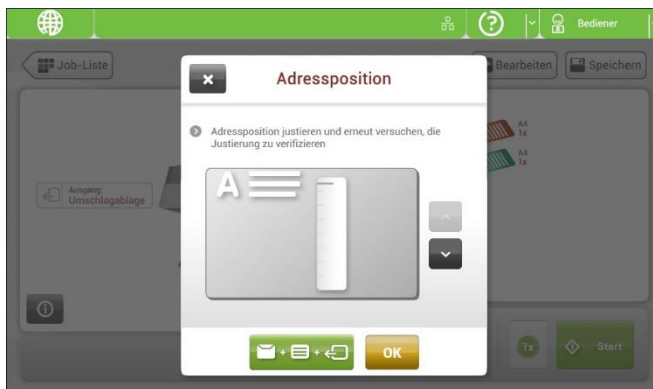 Bediener
Job-Liste
Bearbeiten
Speichern
Adressposition
Adressposition justieren und erneut versuchen, die
Justierung zu verifizieren
A
A4
1x
A4
1x
Ausgang:
Umschlagablage
OK
1x
Start